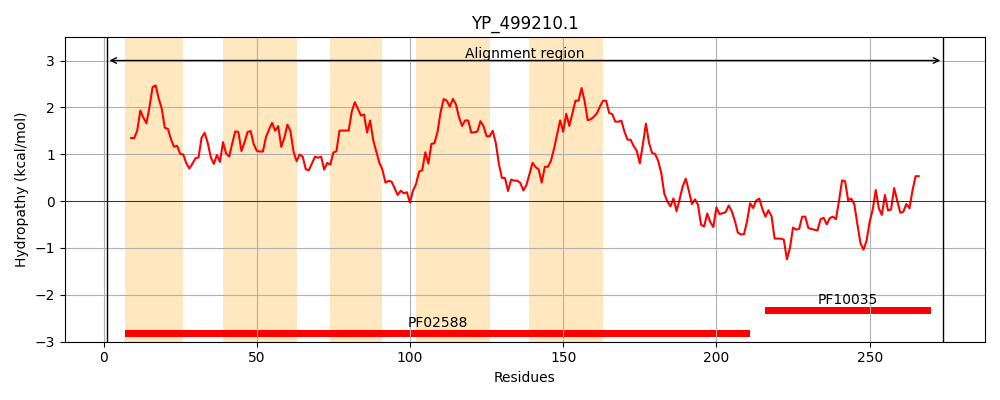 YP_499210.1
Alignment region
Hydropathy (kcal/mol)
3
2
1
0
−1
−2
−3
PF10035
PF02588
0 50 100 150 200 250
Residues